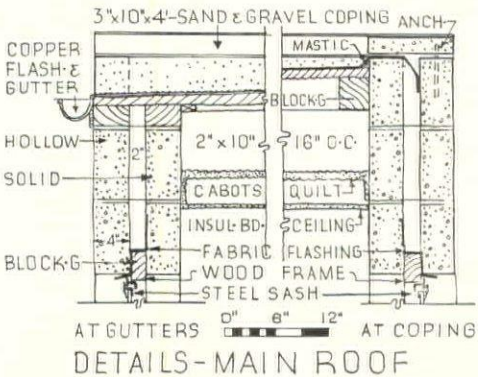 3"x10"x4'-SAND & GRAVEL COPING ANCH-
COPPER FLASH·& GUTTER
MASTIC
BLOCK·G
HOLLOW
2"
2"x10" 16" O·C·
SOLID
CABOTS QUILT
INSUL·BD· CEILING
4"
FABRIC FLASHING
BLOCK·G
WOOD FRAME
STEEL SASH
AT GUTTERS
0" 6" 12"
AT COPING
DETAILS-MAIN ROOF